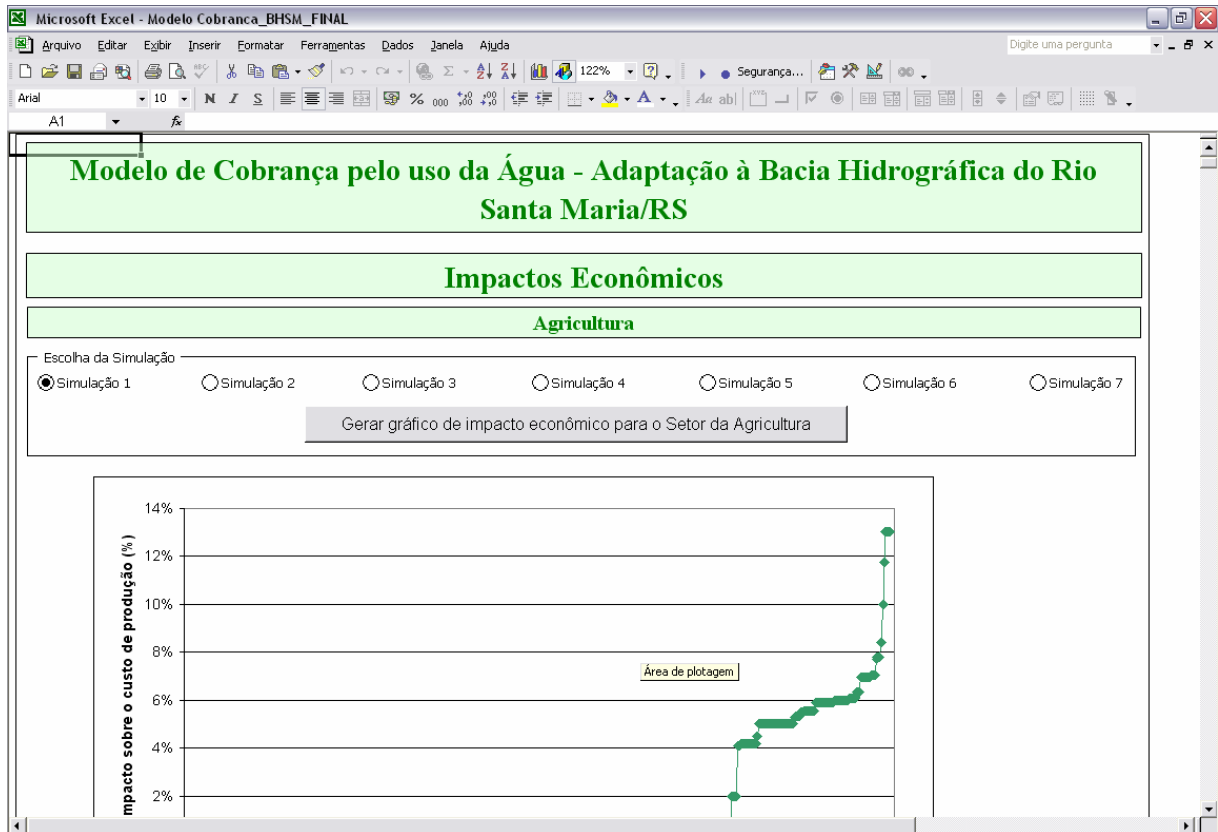 Microsoft Excel - Modelo Cobranca_BHSM_FINAL
Arquivo Editar Exibir Inserir Formatar Ferramentas Dados Janela Ajuda Digite uma pergunta
122% Segurança...
Arial 10 N I S % 000
A1 fx
Modelo de Cobrança pelo uso da Água - Adaptação à Bacia Hidrográfica do Rio
Santa Maria/RS
Impactos Econômicos
Agricultura
Escolha da Simulação
Simulação 1 Simulação 2 Simulação 3 Simulação 4 Simulação 5 Simulação 6 Simulação 7
Gerar gráfico de impacto econômico para o Setor da Agricultura
14%
12%
10%
8%
6%
4%
2%
mpacto sobre o custo de produção (%)
Área de plotagem